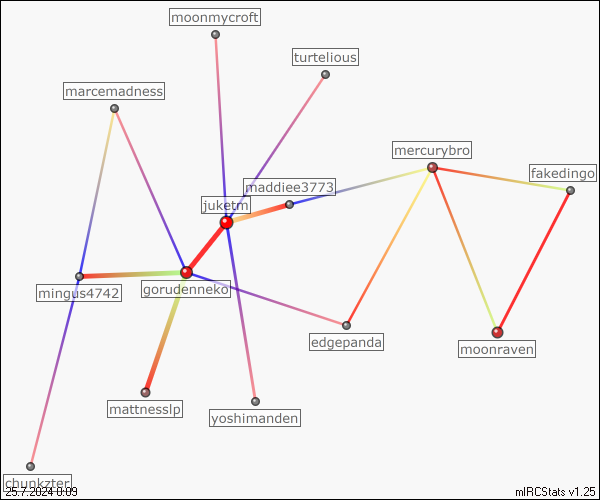 moonmycroft
turtelious
marcemadness
mercurybro
fakedingo
maddiee3773
juketm
mingus4742
gorudenneko
edgepanda
moonraven
mattnesslp
yoshimanden
chunkzter
25.7.2024 0:09
mIRCStats v1.25